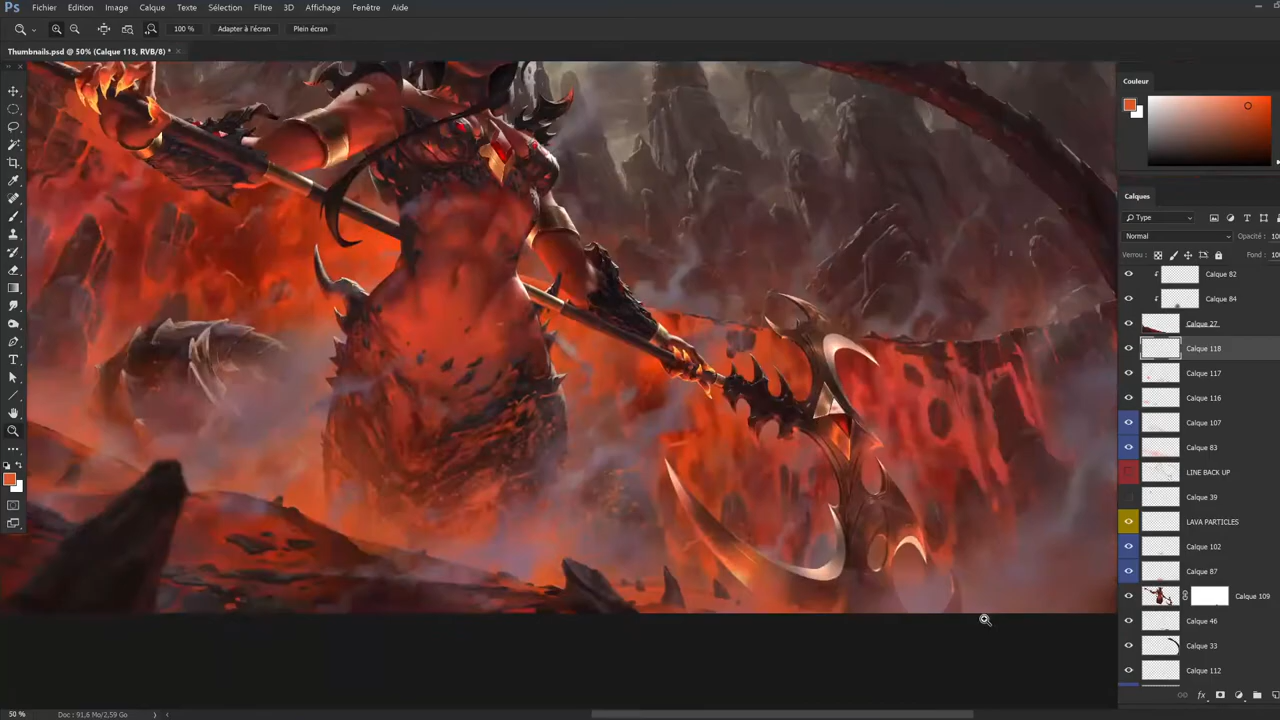 Ps Fichier Edition Image Calque Texte Sélection Filtre 3D Affichage Fenêtre Aide
100 % Adapter à l'écran Plein écran
Thumbnails.psd @ 50% (Calque 118, RVB/8) * ×
Couleur
Calques
Type
Normal Opacité : 10
Verrou : Fond : 10
Calque 82
Calque 84
Calque 27
Calque 118
Calque 117
Calque 116
Calque 107
Calque 83
LINE BACK UP
Calque 39
LAVA PARTICLES
Calque 102
Calque 87
Calque 109
Calque 46
Calque 33
Calque 112
fx
50 % Doc : 91,6 Mo/2,59 Go